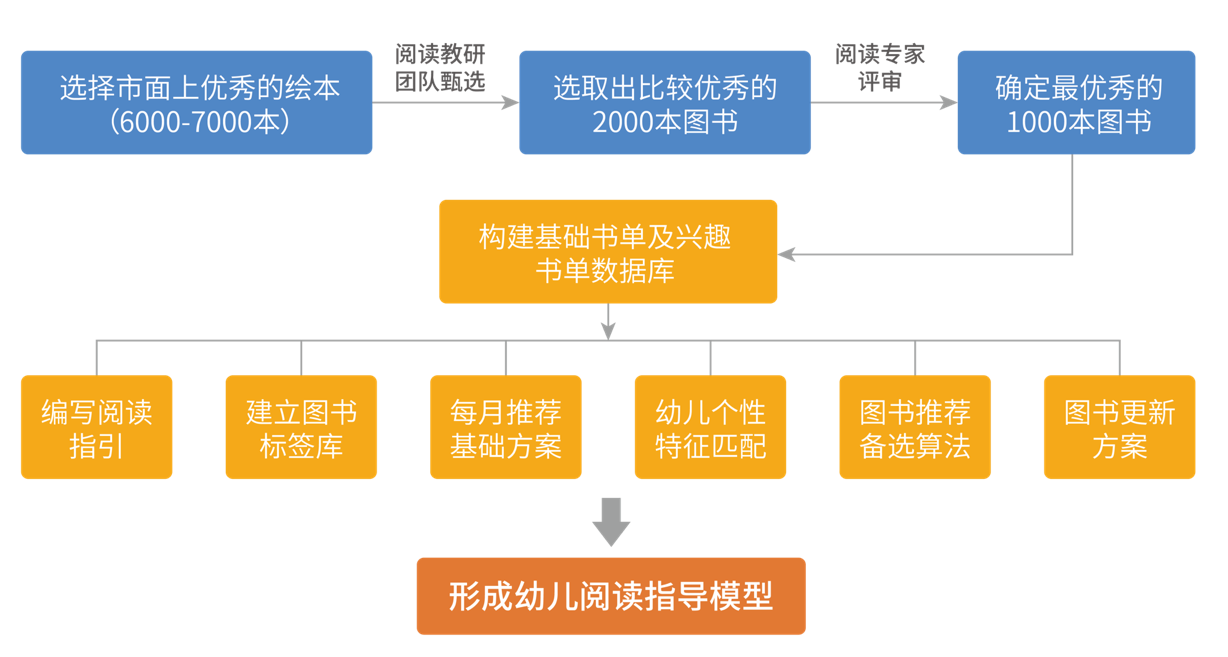 选择市面上优秀的绘本
（6000-7000本）
阅读教研
团队甄选
选取出比较优秀的
2000本图书
阅读专家
评审
确定最优秀的
1000本图书
构建基础书单及兴趣
书单数据库
编写阅读
指引
建立图书
标签库
每月推荐
基础方案
幼儿个性
特征匹配
图书推荐
备选算法
图书更新
方案
形成幼儿阅读指导模型